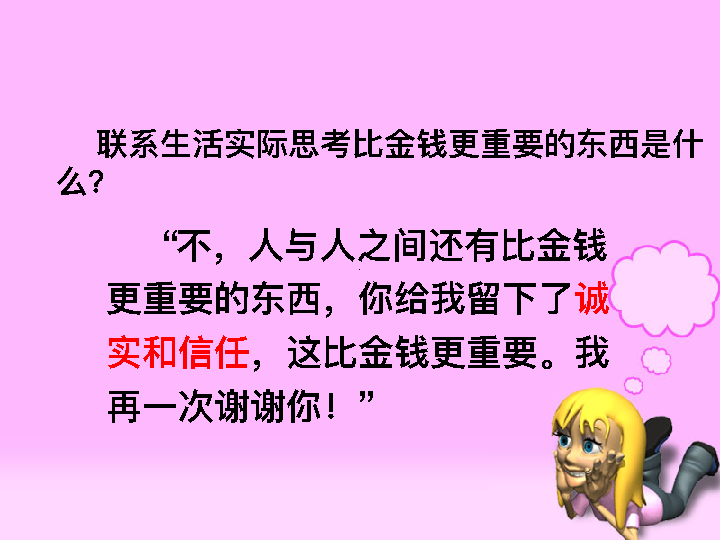 联系生活实际思考比金钱更重要的东西是什
么?
“不，人与人之间还有比金钱
更重要的东西，你给我留下了诚
实和信任，这比金钱更重要。我
再一次谢谢你！”